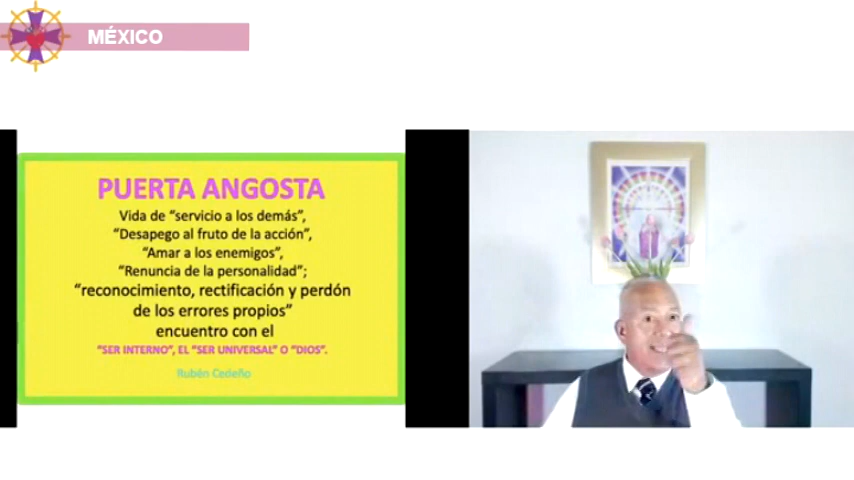 MÉXICO
PUERTA ANGOSTA
Vida de “servicio a los demás”,
“Desapego al fruto de la acción”,
“Amar a los enemigos”,
“Renuncia de la personalidad”;
“reconocimiento, rectificación y perdón
de los errores propios”
encuentro con el
“SER INTERNO”, EL “SER UNIVERSAL” O “DIOS”.
Rubén Cedeño